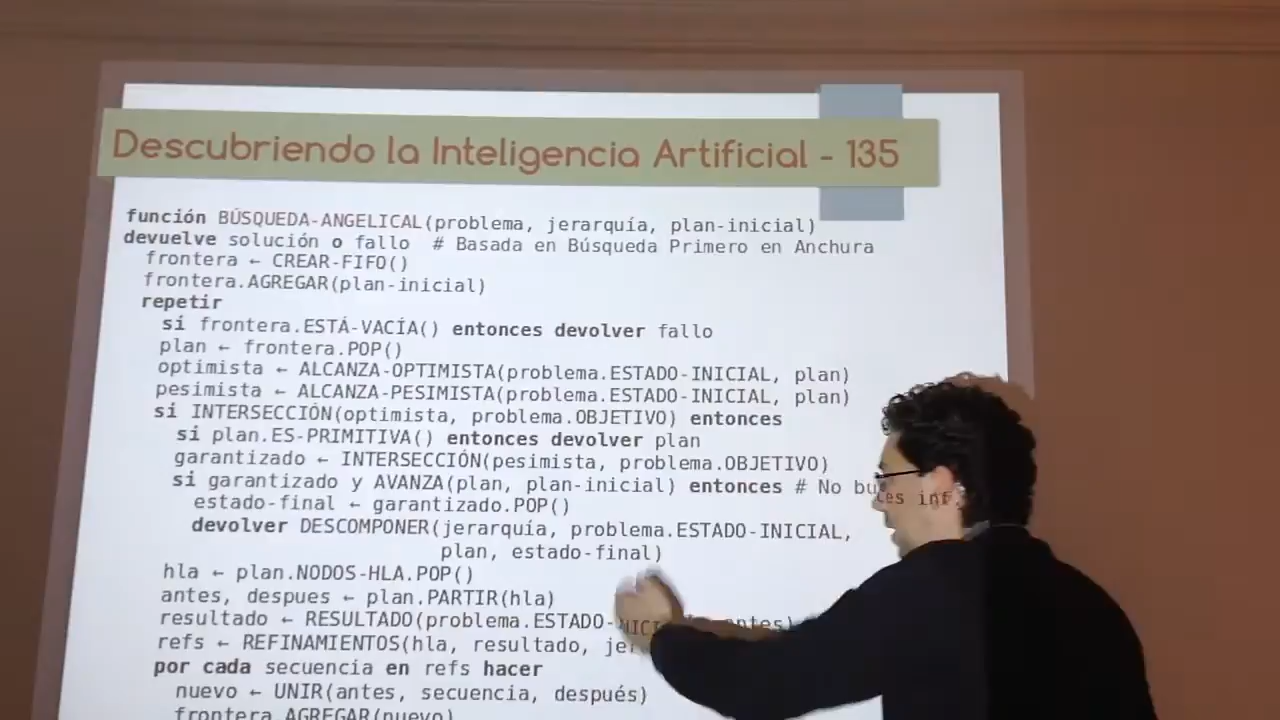 Descubriendo la Inteligencia Artificial - 135
función BÚSQUEDA-ANGELICAL(problema, jerarquía, plan-inicial)
devuelve solución o fallo # Basada en Búsqueda Primero en Anchura
frontera ← CREAR-FIFO()
frontera.AGREGAR(plan-inicial)
repetir
si frontera.ESTÁ-VACÍA() entonces devolver fallo
plan ← frontera.POP()
optimista ← ALCANZA-OPTIMISTA(problema.ESTADO-INICIAL, plan)
pesimista ← ALCANZA-PESIMISTA(problema.ESTADO-INICIAL, plan)
si INTERSECCIÓN(optimista, problema.OBJETIVO) entonces
si plan.ES-PRIMITIVA() entonces devolver plan
garantizado ← INTERSECCIÓN(pesimista, problema.OBJETIVO)
si garantizado y AVANZA(plan, plan-inicial) entonces # No
estado-final ← garantizado.POP()
devolver DESCOMPONER(jerarquía, problema.ESTADO-INICIAL,
plan, estado-final)
hla ← plan.NODOS-HLA.POP()
antes, despues ← plan.PARTIR(hla)
resultado ← RESULTADO(problema.ESTADO-
refs ← REFINAMIENTOS(hla, resultado,
por cada secuencia en refs hacer
nuevo ← UNIR(antes, secuencia, después)
frontera.AGREGAR(nuevo)